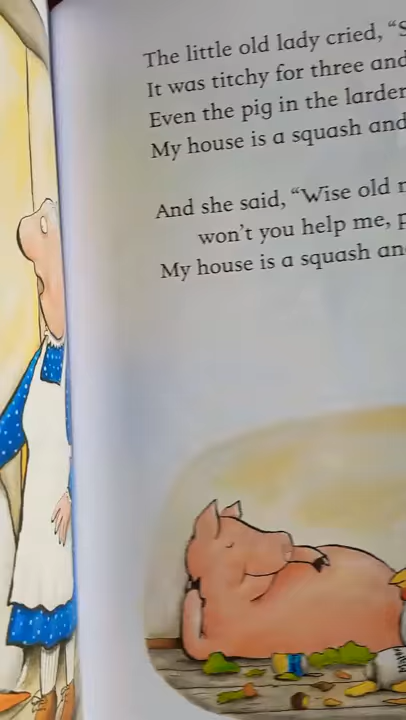 The little old lady cried, "S
It was titchy for three and
Even the pig in the larder
My house is a squash and
And she said, "Wise old
won't you help me,
My house is a squash an